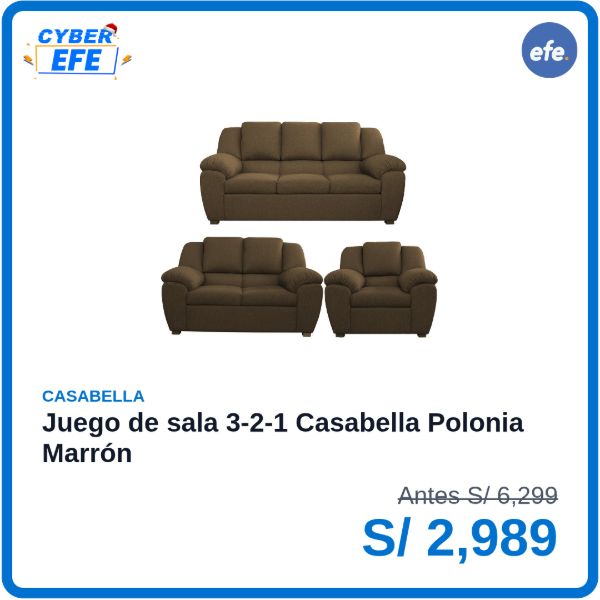 CYBER
EFE
efe.
CASABELLA
Juego de sala 3-2-1 Casabella Polonia
Marrón
Antes S/ 6,299
S/ 2,989